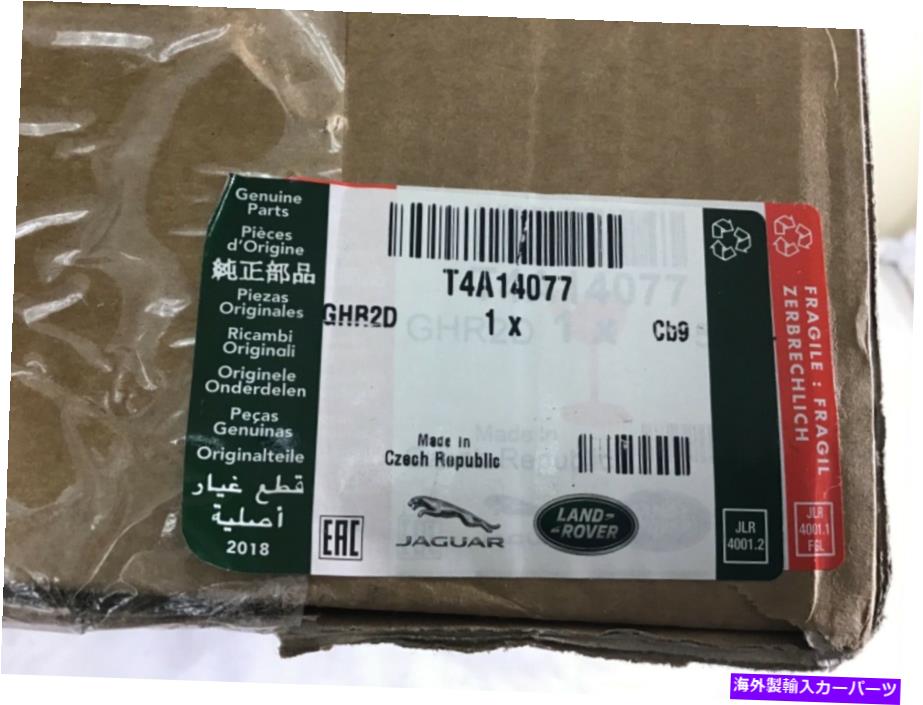 Genuine
Parts
Pièces
d'Origine
純正部品
Piezas
Originales
Ricambi
Originali
Originele
Onderdelen
Peças
Genuinas
Originalteile
قطع غيار
أصلية
2018
T4A14077
GHR2D
1 x
Cb9
Made in
Czech Republic
EAC
JAGUAR
LAND-
-ROVER
JLR
4001.2
FRAGILE : FRAGIL
ZERBRECHLICH
JLR
4001.1
FGL
海外製輸入カーパーツ